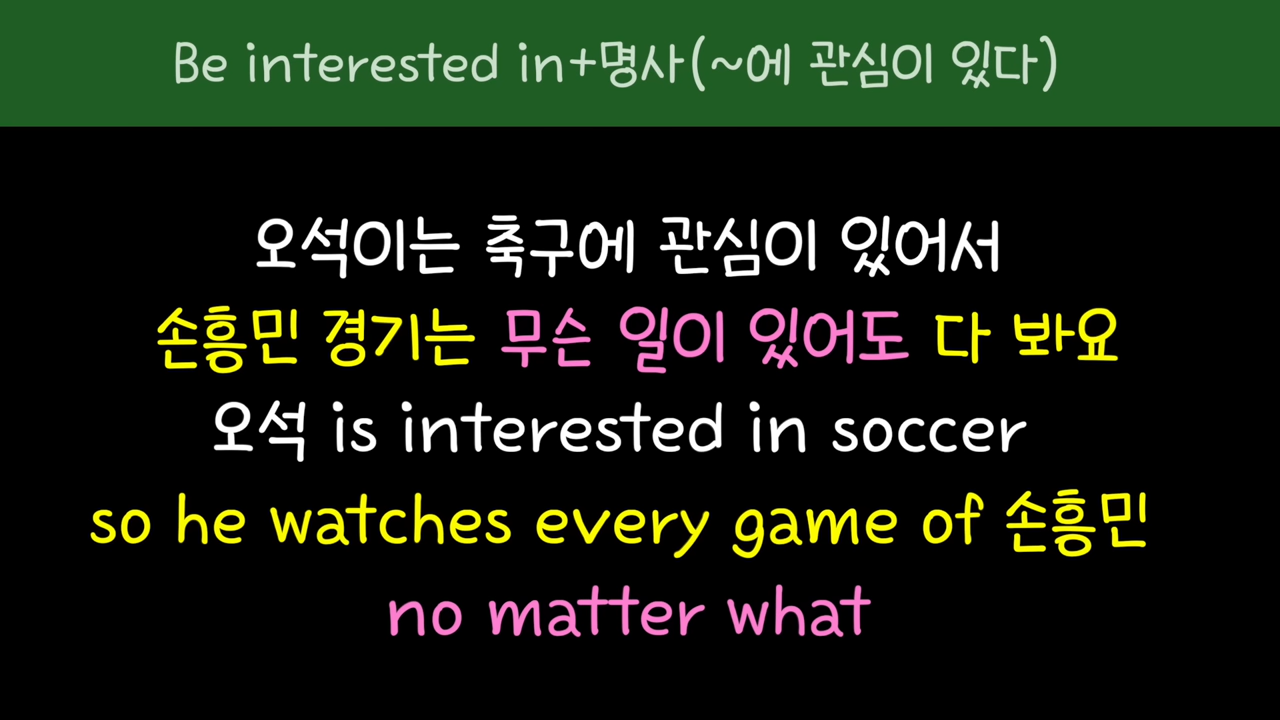 Be interested in+명사(~에 관심이 있다)
오석이는 축구에 관심이 있어서
손흥민 경기는 무슨 일이 있어도 다 봐요
오석 is interested in soccer
so he watches every game of 손흥민
no matter what